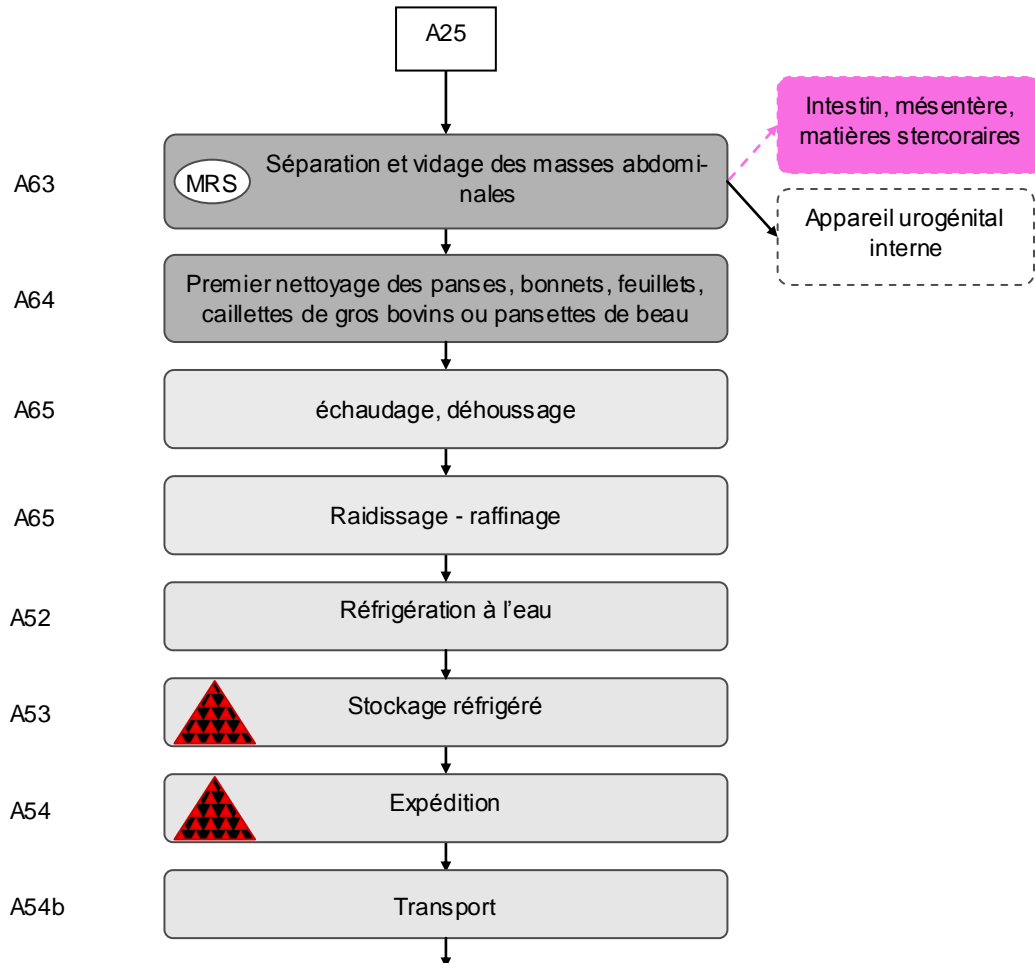 A25
Intestin, mésentère,
matières stercoraires
A63
MRS
Séparation et vidage des masses abdomi-
nales
Appareil urogénital
interne
A64
Premier nettoyage des panses, bonnets, feuillets,
caillettes de gros bovins ou pansettes de beau
A65
échaudage, déhoussage
A65
Raidissage - raffinage
A52
Réfrigération à l'eau
A53
Stockage réfrigéré
A54
Expédition
A54b
Transport